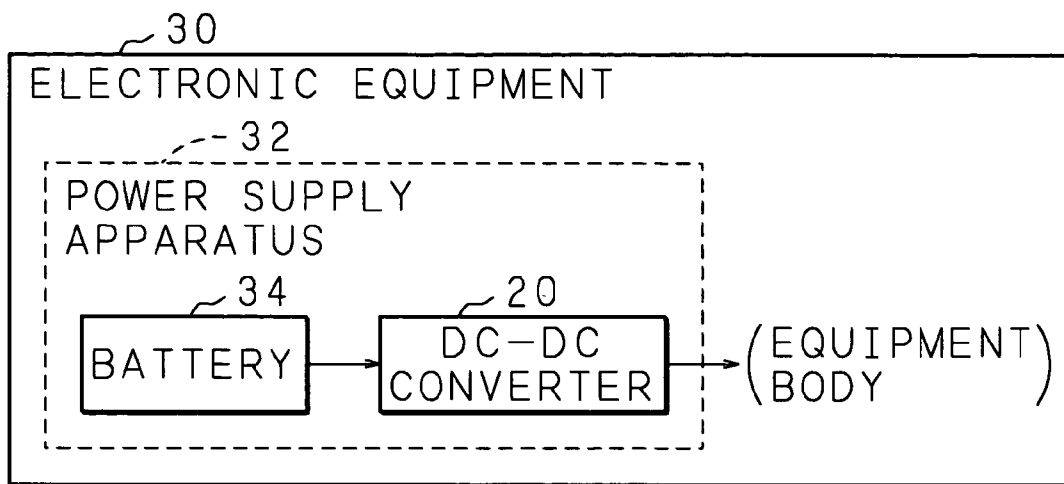 30
ELECTRONIC EQUIPMENT
32
POWER SUPPLY
APPARATUS
34
BATTERY
20
DC-DC
CONVERTER
(EQUIPMENT
BODY)